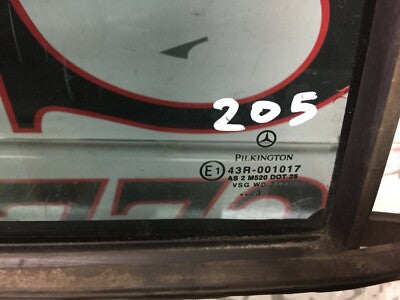 205
PILKINGTON
E1 43R-001017
AS 2 M520 DOT 25
VSG WD